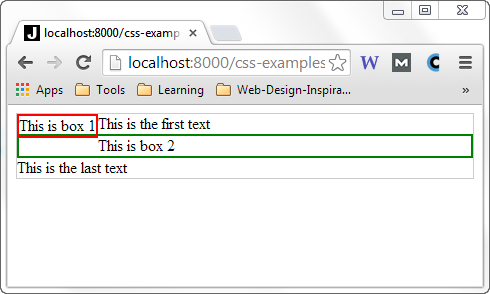 localhost:8000/css-examp
localhost:8000/css-examples
W M C
Apps Tools Learning Web-Design-Inspira... »
This is box 1 This is the first text
This is box 2
This is the last text